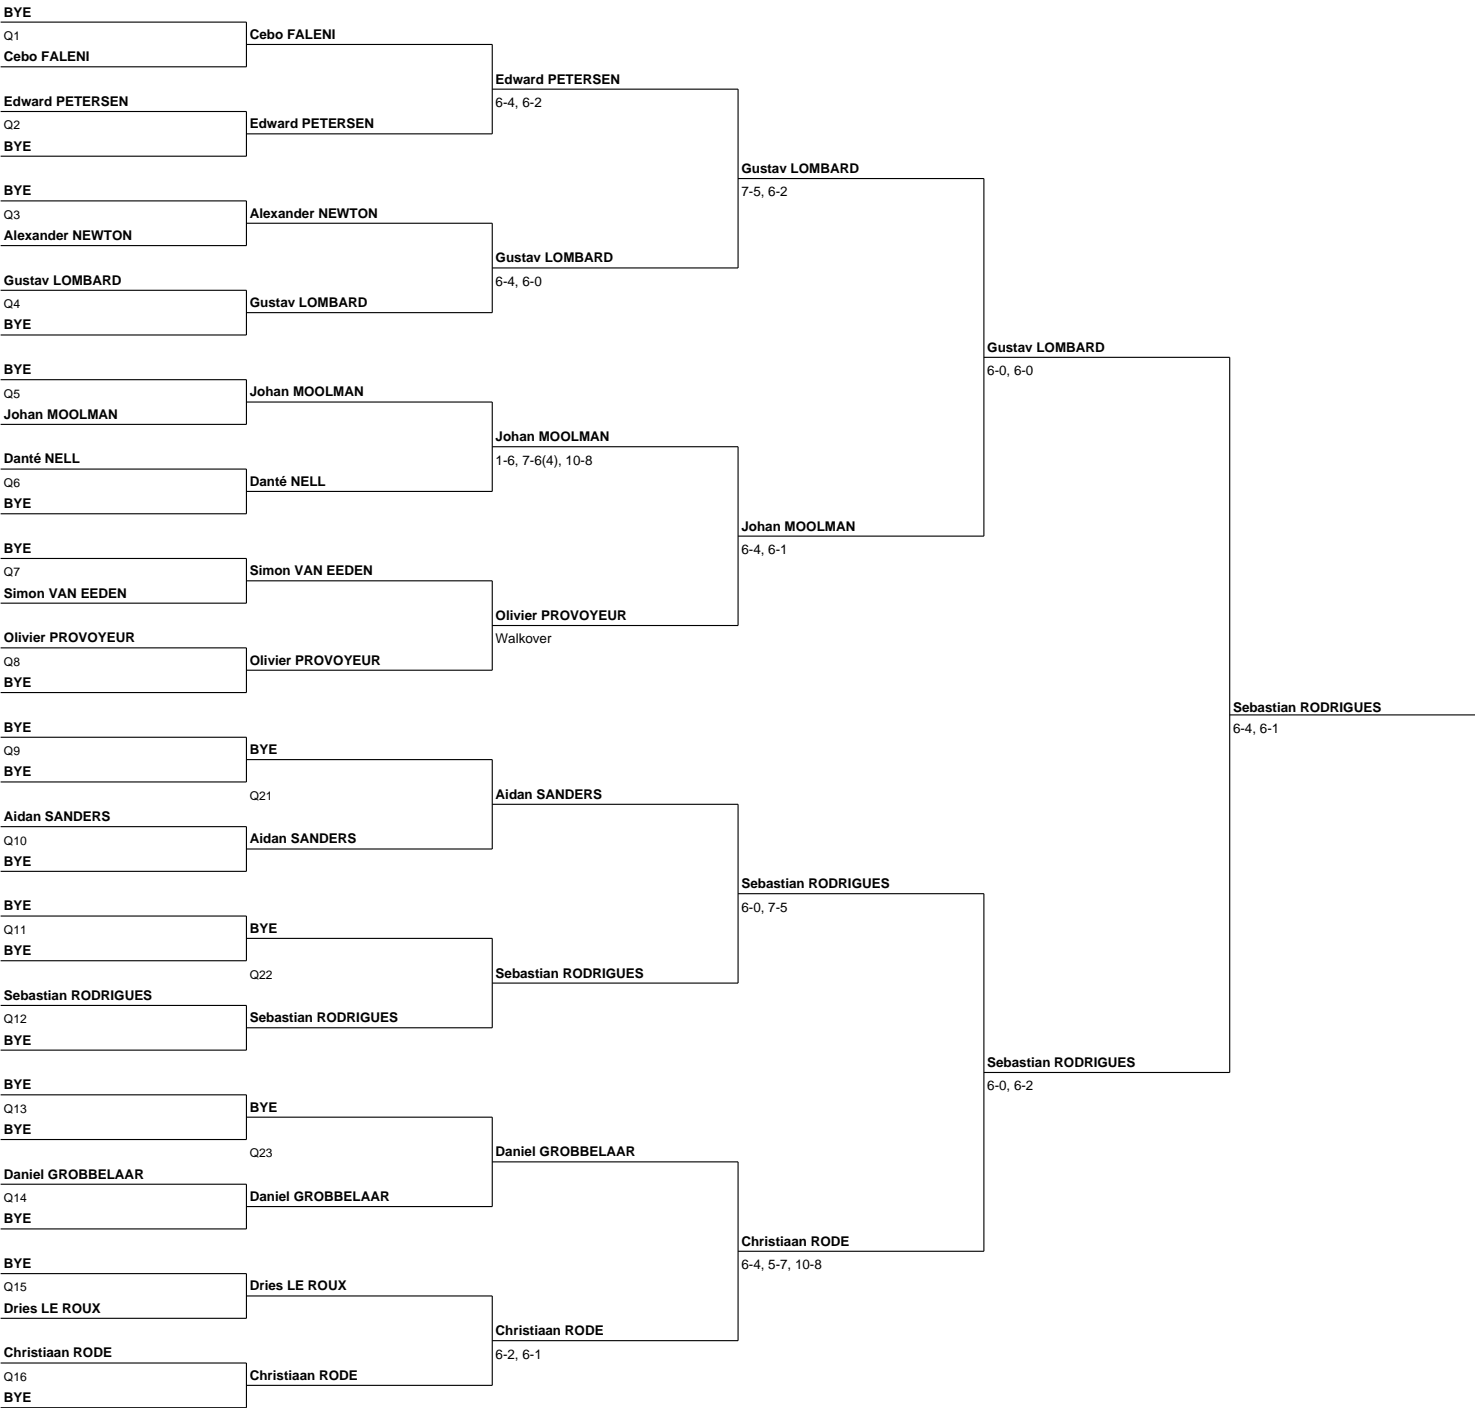 BYE
Q1
Cebo FALENI
Cebo FALENI
Edward PETERSEN
6-4, 6-2
Edward PETERSEN
Q2
BYE
Edward PETERSEN
Gustav LOMBARD
7-5, 6-2
BYE
Q3
Alexander NEWTON
Alexander NEWTON
Gustav LOMBARD
6-4, 6-0
Gustav LOMBARD
Q4
BYE
Gustav LOMBARD
Gustav LOMBARD
6-0, 6-0
BYE
Q5
Johan MOOLMAN
Johan MOOLMAN
Johan MOOLMAN
1-6, 7-6(4), 10-8
Danté NELL
Q6
BYE
Danté NELL
Johan MOOLMAN
6-4, 6-1
BYE
Q7
Simon VAN EEDEN
Simon VAN EEDEN
Olivier PROVOYEUR
Walkover
Olivier PROVOYEUR
Q8
BYE
Olivier PROVOYEUR
Sebastian RODRIGUES
6-4, 6-1
BYE
Q9
BYE
BYE
Q21
Aidan SANDERS
Aidan SANDERS
Q10
BYE
Aidan SANDERS
Sebastian RODRIGUES
6-0, 7-5
BYE
Q11
BYE
BYE
Q22
Sebastian RODRIGUES
Sebastian RODRIGUES
Q12
BYE
Sebastian RODRIGUES
Sebastian RODRIGUES
6-0, 6-2
BYE
Q13
BYE
BYE
Q23
Daniel GROBBELAAR
Daniel GROBBELAAR
Q14
BYE
Daniel GROBBELAAR
Christiaan RODE
6-4, 5-7, 10-8
BYE
Q15
Dries LE ROUX
Dries LE ROUX
Christiaan RODE
6-2, 6-1
Christiaan RODE
Q16
BYE
Christiaan RODE